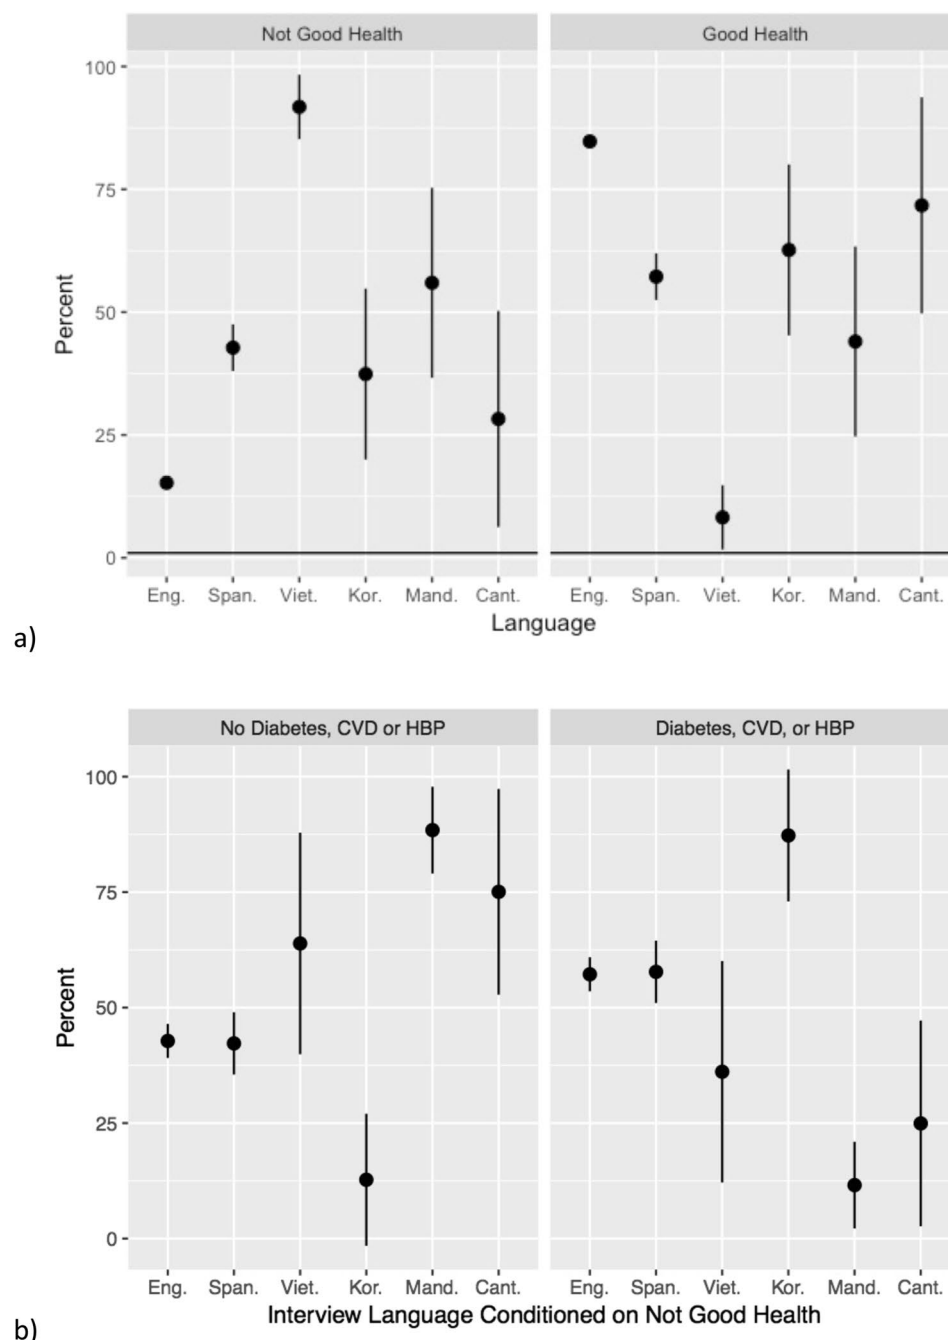 Not Good Health Good Health
100
75
50
25
0
Percent
Eng. Span. Viet. Kor. Mand. Cant. Eng. Span. Viet. Kor. Mand. Cant.
Language
a)
No Diabetes, CVD or HBP Diabetes, CVD, or HBP
100
75
50
25
0
Percent
Eng. Span. Viet. Kor. Mand. Cant. Eng. Span. Viet. Kor. Mand. Cant.
Interview Language Conditioned on Not Good Health
b)